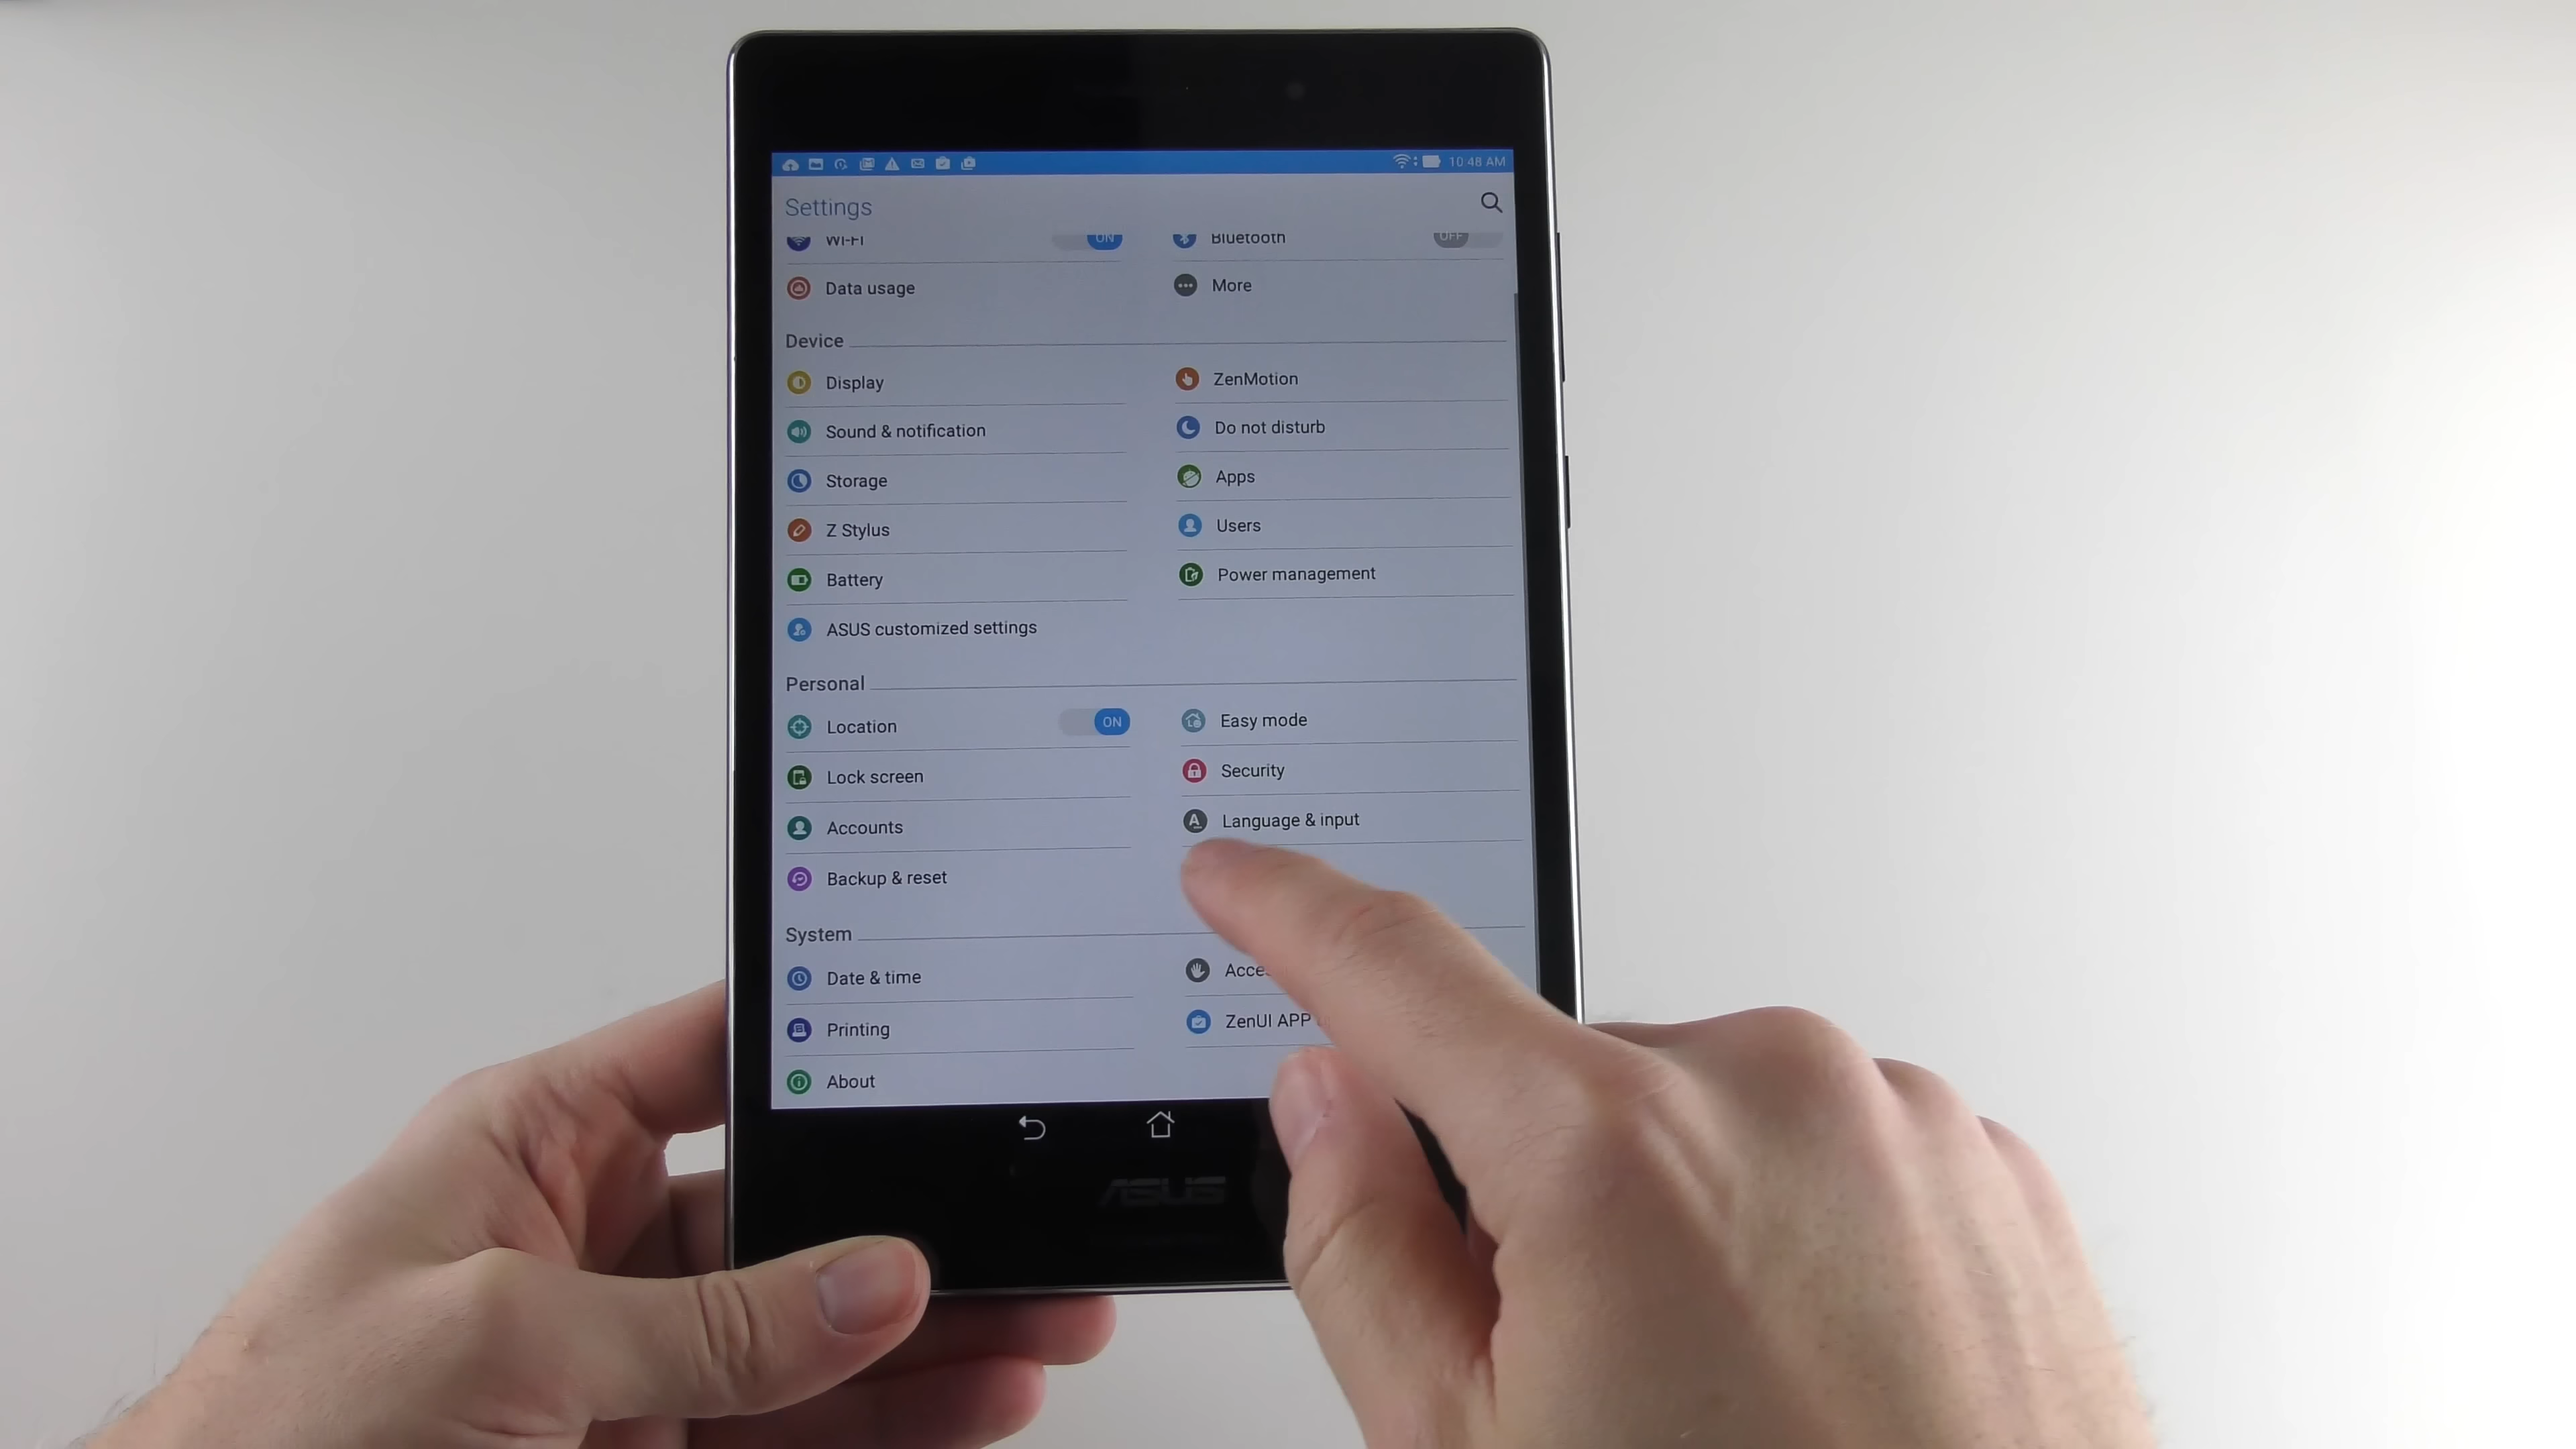 10:48 AM
Settings
Wi-Fi ON Bluetooth OFF
Data usage More
Device
Display ZenMotion
Sound & notification Do not disturb
Storage Apps
Z Stylus Users
Battery Power management
ASUS customized settings
Personal
Location ON Easy mode
Lock screen Security
Accounts Language & input
Backup & reset
System
Date & time Acces
Printing ZenUI APP
About
ASUS